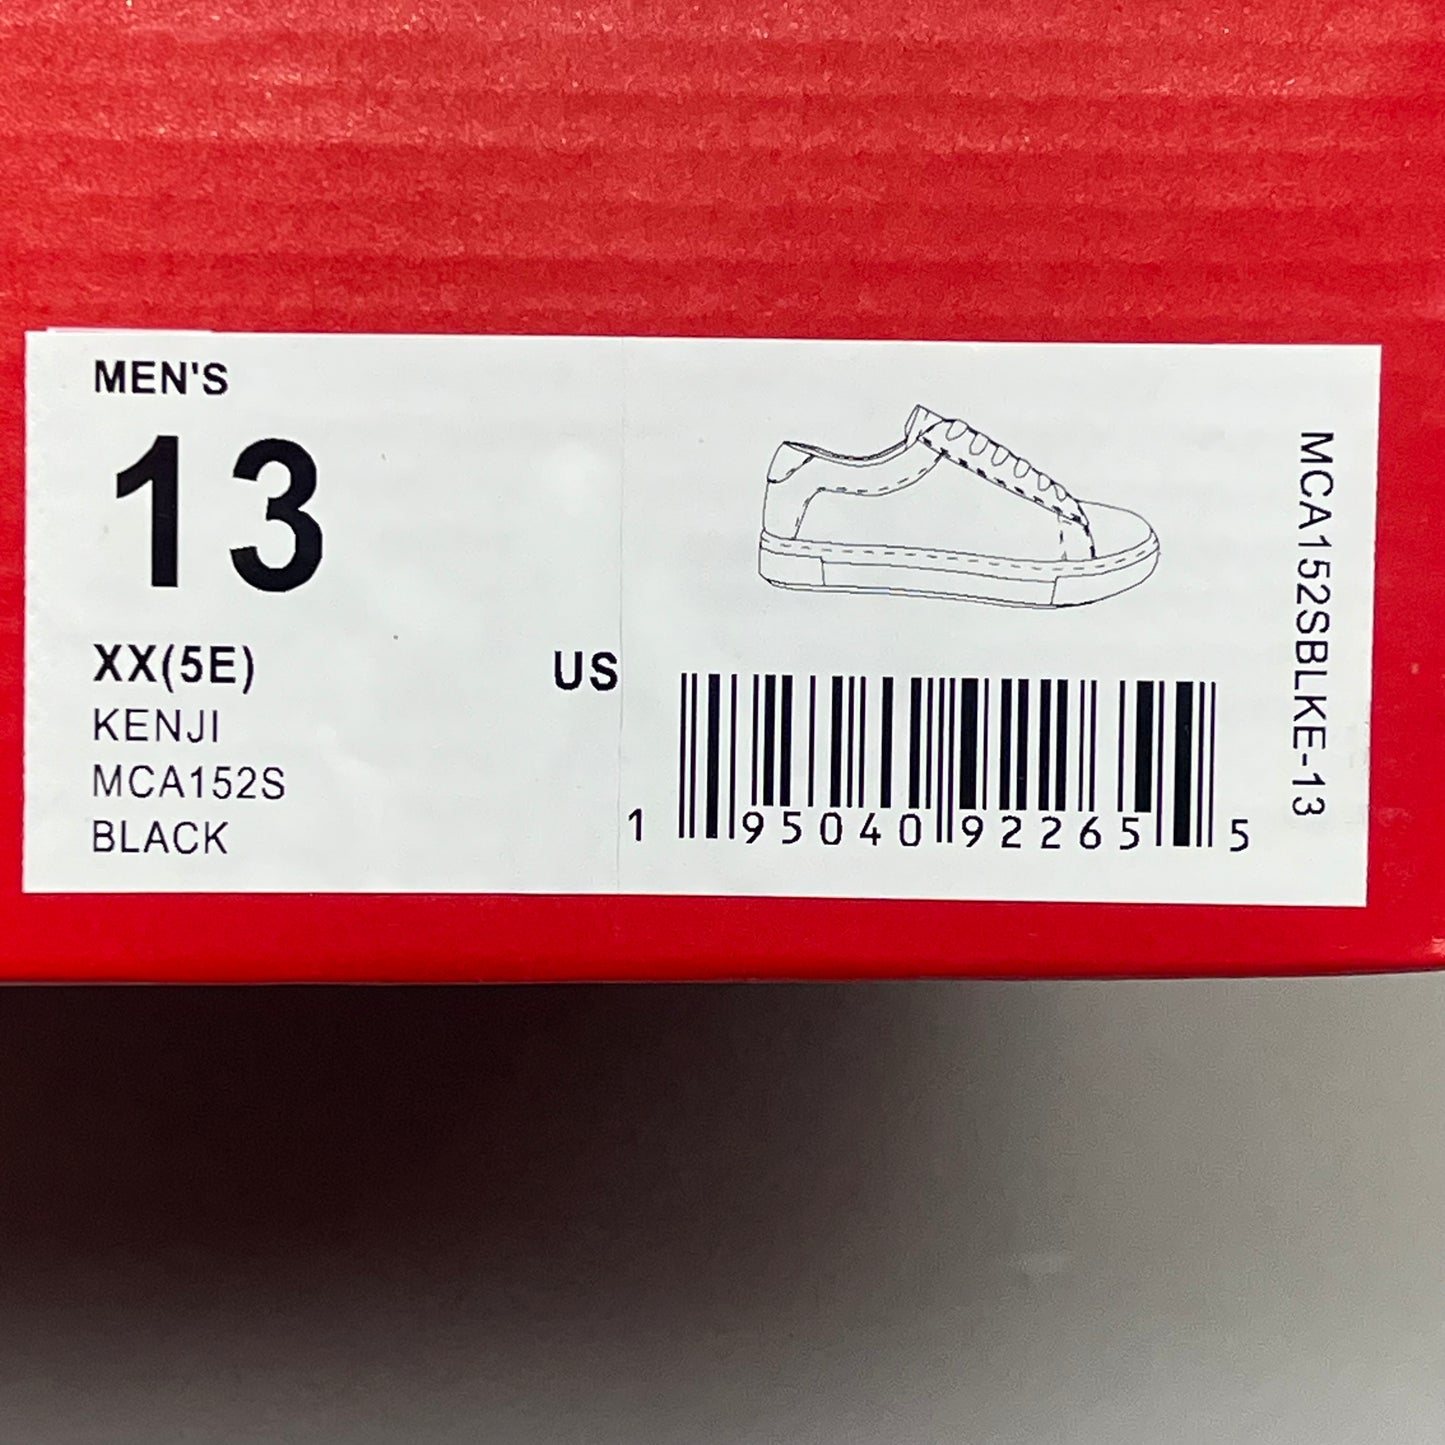 MEN'S
13
XX(5E)
US
KENJI
MCA152S
BLACK
1 95040 92265 5
MCA152SBLKE-13